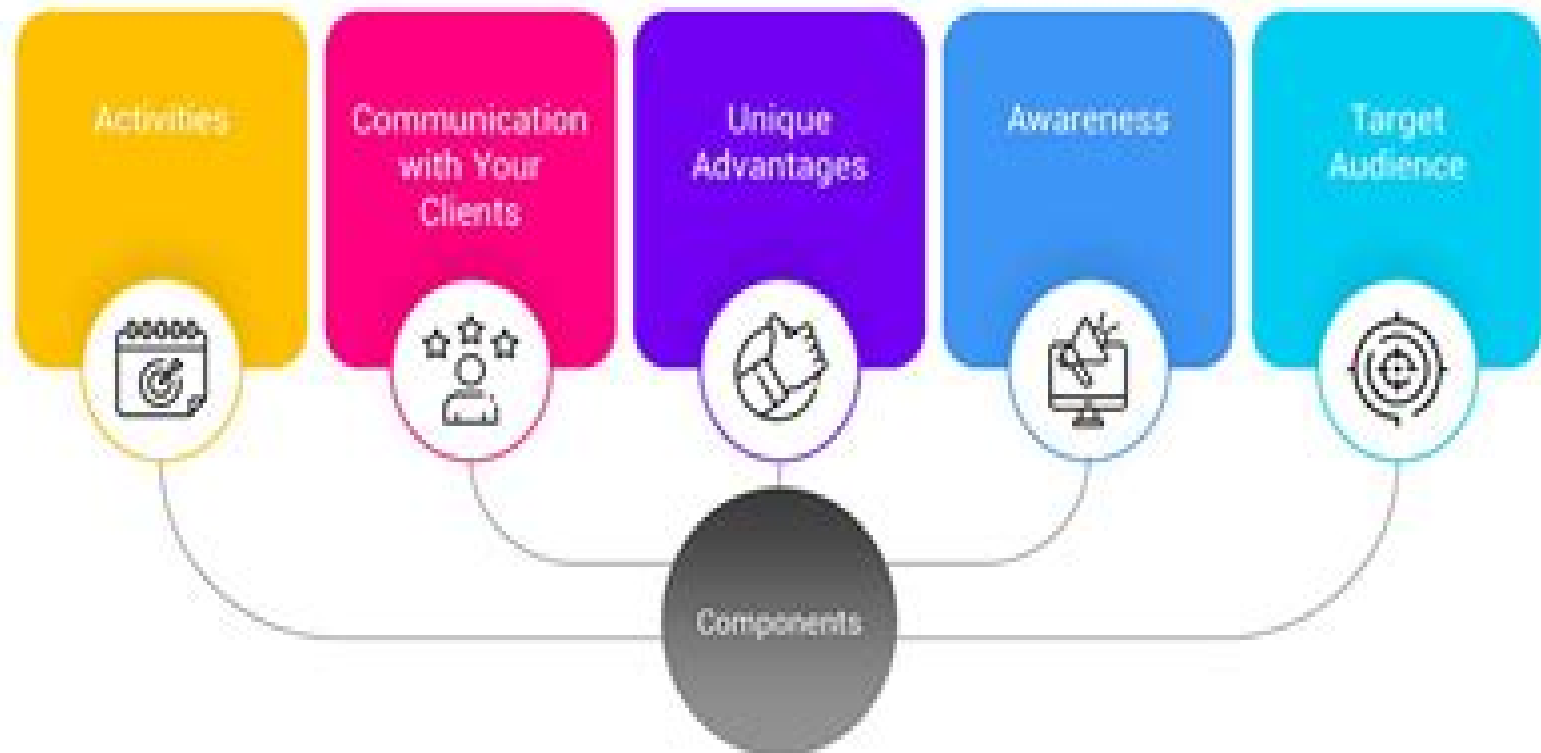 Activities
Communication
with Your
Clients
Unique
Advantages
Awareness
Target
Audience
Components